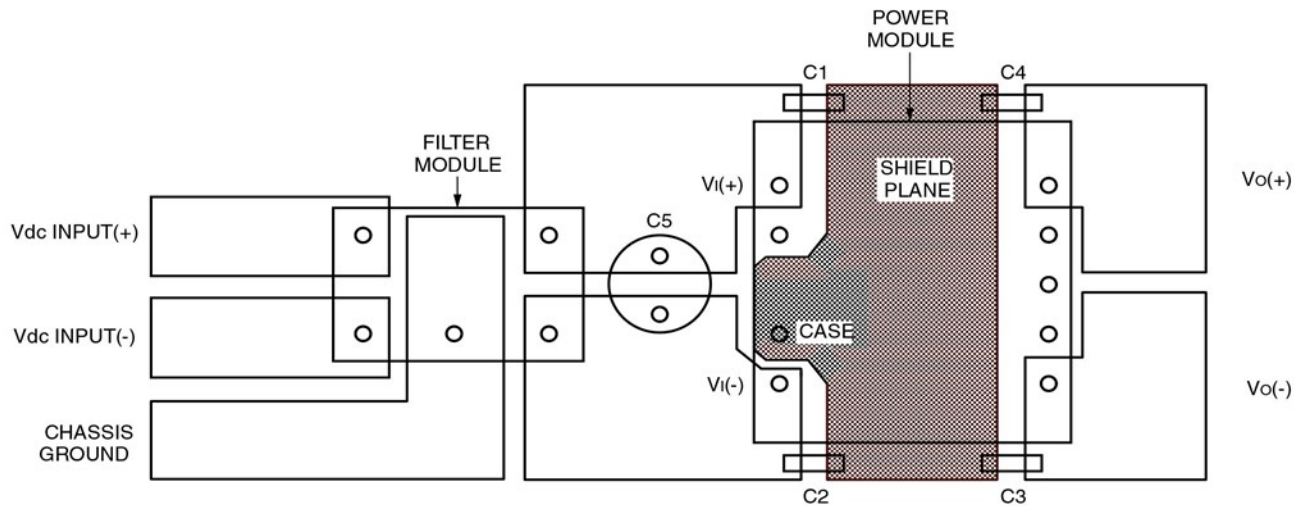 POWER
MODULE
C1
C4
FILTER
MODULE
SHIELD
PLANE
VI(+)
VO(+)
C5
Vdc INPUT(+)
Vdc INPUT(-)
CASE
VI(-)
VO(-)
CHASSIS
GROUND
C2
C3